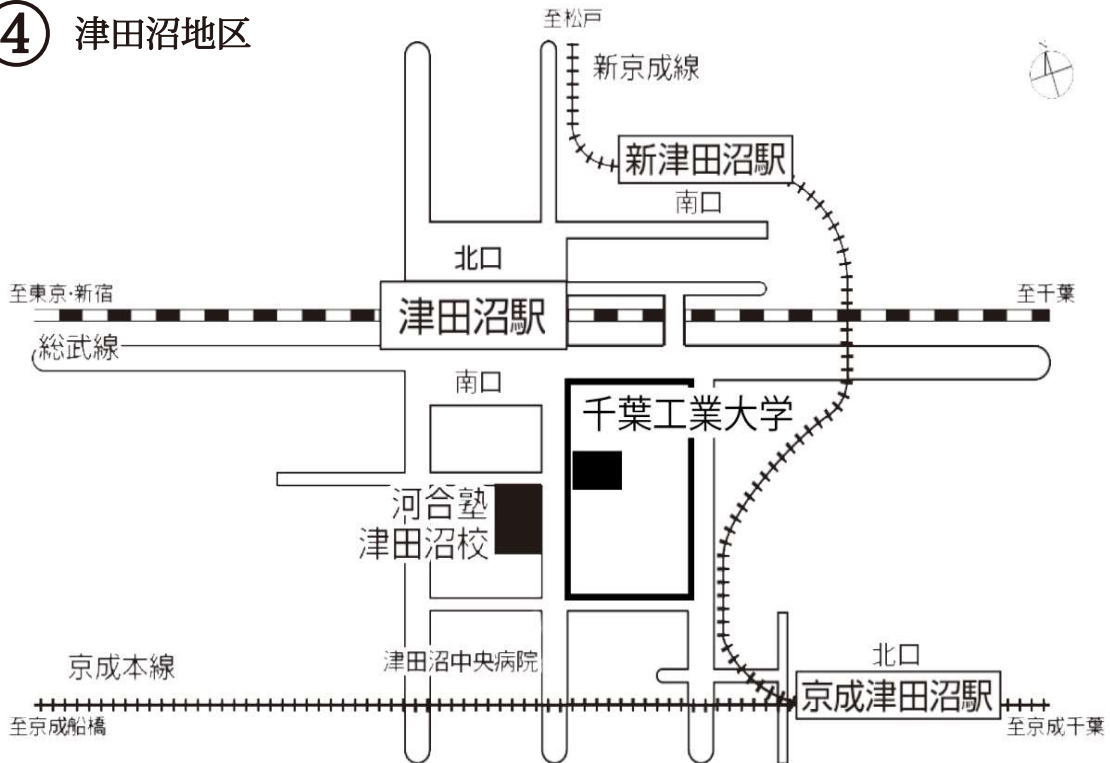 ④ 津田沼地区
至松戸
新京成線
新津田沼駅
南口
北口
至東京・新宿
津田沼駅
至千葉
総武線
南口
千葉工業大学
河合塾
津田沼校
京成本線
津田沼中央病院
北口
京成津田沼駅
至京成船橋
至京成千葉